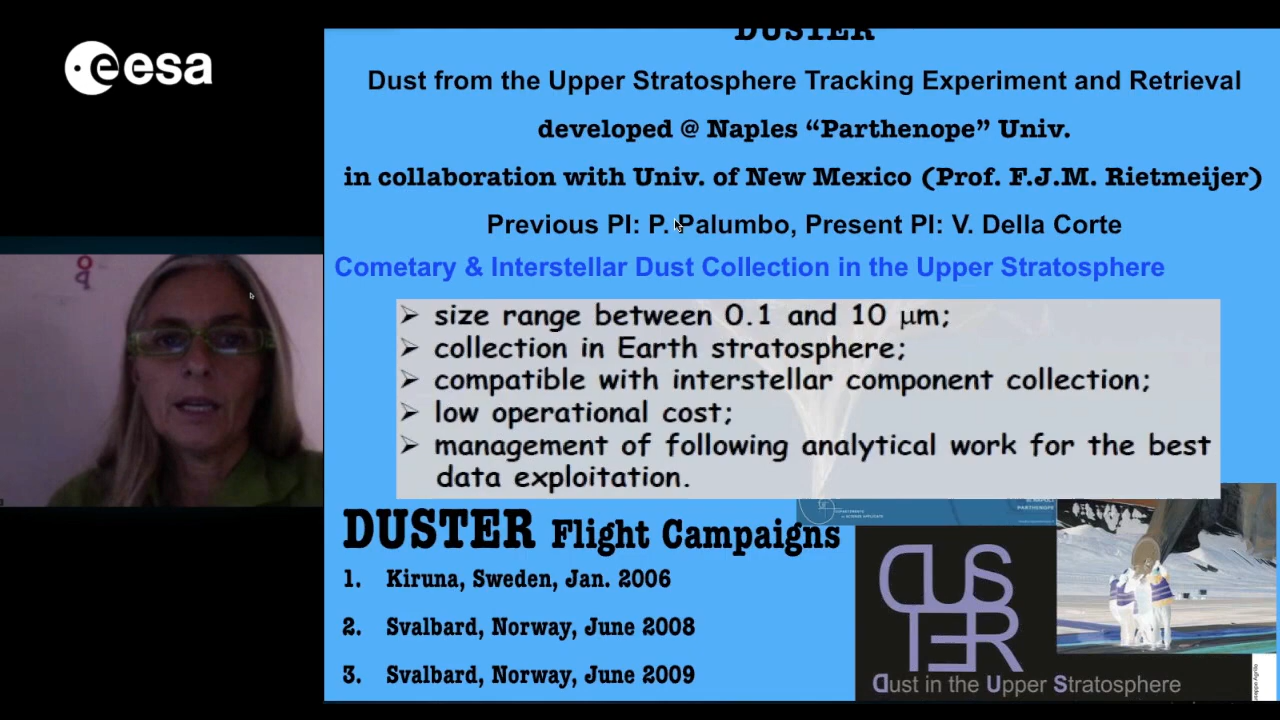 esa
DUSTER
Dust from the Upper Stratosphere Tracking Experiment and Retrieval
developed @ Naples “Parthenope” Univ.
in collaboration with Univ. of New Mexico (Prof. F.J.M. Rietmeijer)
Previous PI: P. Palumbo, Present PI: V. Della Corte
Cometary & Interstellar Dust Collection in the Upper Stratosphere
➢ size range between 0.1 and 10 μm;
➢ collection in Earth stratosphere;
➢ compatible with interstellar component collection;
➢ low operational cost;
➢ management of following analytical work for the best
data exploitation.
DUSTER Flight Campaigns
1. Kiruna, Sweden, Jan. 2006
2. Svalbard, Norway, June 2008
3. Svalbard, Norway, June 2009
PARTHENOPE
DUS
TER
Dust in the Upper Stratosphere